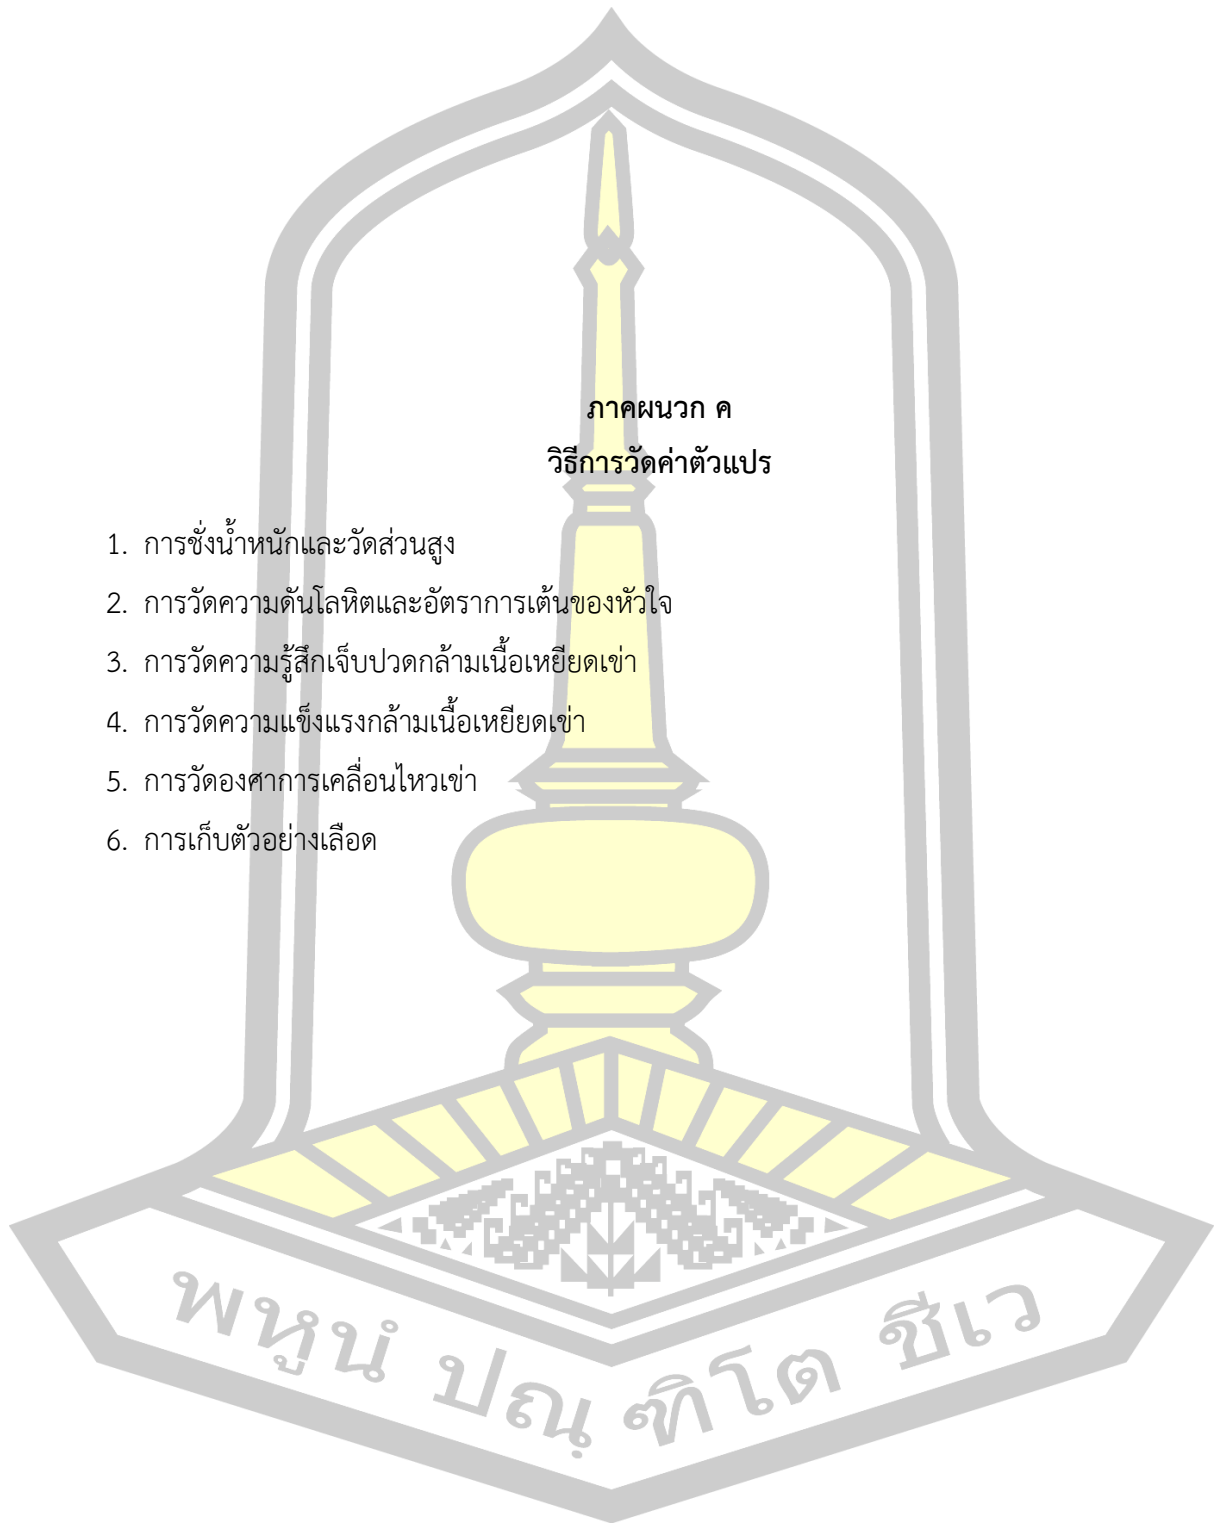 ภาคผนวก ค
วิธีการวัดค่าตัวแปร
1. การชั่งน้ำหนักและวัดส่วนสูง
2. การวัดความดันโลหิตและอัตราการเต้นของหัวใจ
3. การวัดความรู้สึกเจ็บปวดกล้ามเนื้อเหยียดเข่า
4. การวัดความแข็งแรงกล้ามเนื้อเหยียดเข่า
5. การวัดองศาการเคลื่อนไหวเข่า
6. การเก็บตัวอย่างเลือด
พหูนํ ปณฺ ฑิโต ชีเว